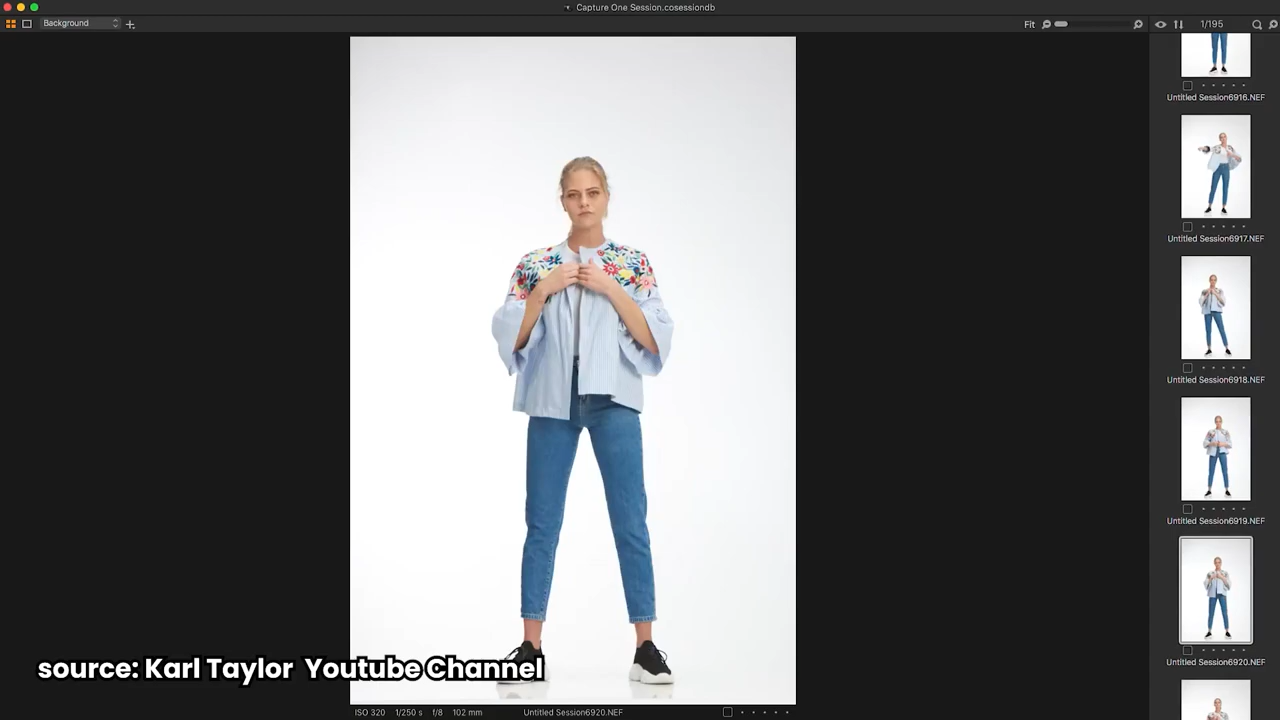 Capture One Session.cosessiondb
Background
Fit
1/195
Untitled Session6916.NEF
Untitled Session6917.NEF
Untitled Session6918.NEF
Untitled Session6919.NEF
Untitled Session6920.NEF
source: Karl Taylor  Youtube Channel
ISO 320 1/250 s f/8 102 mm
Untitled Session6920.NEF